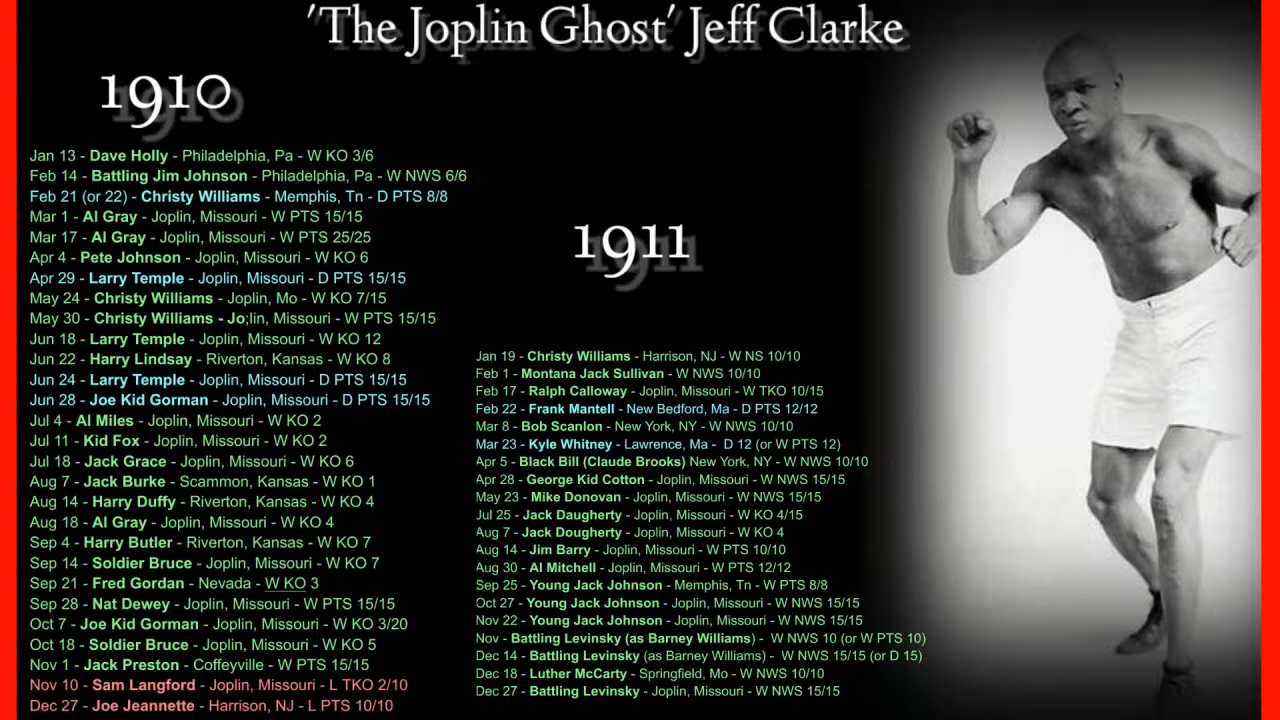 'The Joplin Ghost' Jeff Clarke
1910
Jan 13 - Dave Holly - Philadelphia, Pa - W KO 3/6
Feb 14 - Battling Jim Johnson - Philadelphia, Pa - W NWS 6/6
Feb 21 (or 22) - Christy Williams - Memphis, Tn - D PTS 8/8
Mar 1 - Al Gray - Joplin, Missouri - W PTS 15/15
Mar 17 - Al Gray - Joplin, Missouri - W PTS 25/25
Apr 4 - Pete Johnson - Joplin, Missouri - W KO 6
Apr 29 - Larry Temple - Joplin, Missouri - D PTS 15/15
May 24 - Christy Williams - Joplin, Mo - W KO 7/15
May 30 - Christy Williams - Jo;lin, Missouri - W PTS 15/15
Jun 18 - Larry Temple - Joplin, Missouri - W KO 12
Jun 22 - Harry Lindsay - Riverton, Kansas - W KO 8
Jun 24 - Larry Temple - Joplin, Missouri - D PTS 15/15
Jun 28 - Joe Kid Gorman - Joplin, Missouri - D PTS 15/15
Jul 4 - Al Miles - Joplin, Missouri - W KO 2
Jul 11 - Kid Fox - Joplin, Missouri - W KO 2
Jul 18 - Jack Grace - Joplin, Missouri - W KO 6
Aug 7 - Jack Burke - Scammon, Kansas - W KO 1
Aug 14 - Harry Duffy - Riverton, Kansas - W KO 4
Aug 18 - Al Gray - Joplin, Missouri - W KO 4
Sep 4 - Harry Butler - Riverton, Kansas - W KO 7
Sep 14 - Soldier Bruce - Joplin, Missouri - W KO 7
Sep 21 - Fred Gordan - Nevada - W KO 3
Sep 28 - Nat Dewey - Joplin, Missouri - W PTS 15/15
Oct 7 - Joe Kid Gorman - Joplin, Missouri - W KO 3/20
Oct 18 - Soldier Bruce - Joplin, Missouri - W KO 5
Nov 1 - Jack Preston - Coffeyville - W PTS 15/15
Nov 10 - Sam Langford - Joplin, Missouri - L TKO 2/10
Dec 27 - Joe Jeannette - Harrison, NJ - L PTS 10/10
1911
Jan 19 - Christy Williams - Harrison, NJ - W NS 10/10
Feb 1 - Montana Jack Sullivan - W NWS 10/10
Feb 17 - Ralph Calloway - Joplin, Missouri - W TKO 10/15
Feb 22 - Frank Mantell - New Bedford, Ma - D PTS 12/12
Mar 8 - Bob Scanlon - New York, NY - W NWS 10/10
Mar 23 - Kyle Whitney - Lawrence, Ma - D 12 (or W PTS 12)
Apr 5 - Black Bill (Claude Brooks) New York, NY - W NWS 10/10
Apr 28 - George Kid Cotton - Joplin, Missouri - W NWS 15/15
May 23 - Mike Donovan - Joplin, Missouri - W NWS 15/15
Jul 25 - Jack Daugherty - Joplin, Missouri - W KO 4/15
Aug 7 - Jack Dougherty - Joplin, Missouri - W KO 4
Aug 14 - Jim Barry - Joplin, Missouri - W PTS 10/10
Aug 30 - Al Mitchell - Joplin, Missouri - W PTS 12/12
Sep 25 - Young Jack Johnson - Memphis, Tn - W PTS 8/8
Oct 27 - Young Jack Johnson - Joplin, Missouri - W NWS 15/15
Nov 22 - Young Jack Johnson - Joplin, Missouri - W NWS 15/15
Nov - Battling Levinsky (as Barney Williams) - W NWS 10 (or W PTS 10)
Dec 14 - Battling Levinsky (as Barney Williams) - W NWS 15/15 (or D 15)
Dec 18 - Luther McCarty - Springfield, Mo - W NWS 10/10
Dec 27 - Battling Levinsky - Joplin, Missouri - W NWS 15/15